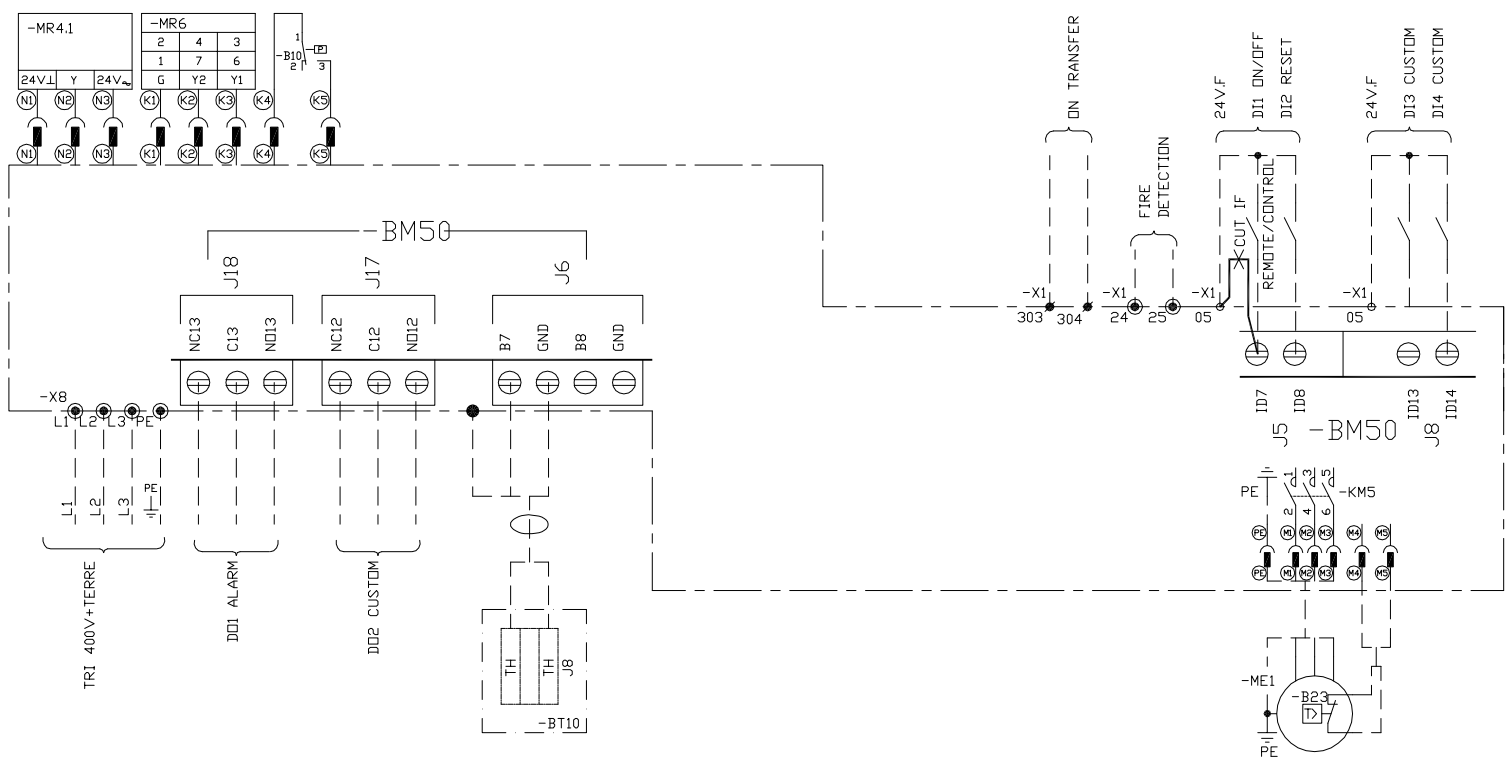 -MR4.1
24V⊥ Y 24V~
-MR6
2 4 3
1 7 6
G Y2 Y1
1
-B10
P
2 3
N1 N2 N3 K1 K2 K3 K4 K5
N1 N2 N3 K1 K2 K3 K4 K5
ON TRANSFER
FIRE
DETECTION
24V.F
DI1 ON/OFF
DI2 RESET
24V.F
DI3 CUSTOM
DI4 CUSTOM
CUT IF
REMOTE/CONTROL
-BM50
J18
J17
J6
NC13
C13
NO13
NC12
C12
NO12
B7
GND
B8
GND
-X1
303 304
-X1
24 25
-X1
05
-X1
05
ID7
ID8
ID13
ID14
J5
-BM50
J8
-X8
L1 L2 L3 PE
L1
L2
L3
PE
TRI 400V+TERRE
DO1 ALARM
DO2 CUSTOM
TH
TH
J8
-BT10
PE
1
3
5
2
4
6
-KM5
PE M1 M2 M3 M4 M5
PE M1 M2 M3 M4 M5
-ME1
-B23
T>
PE